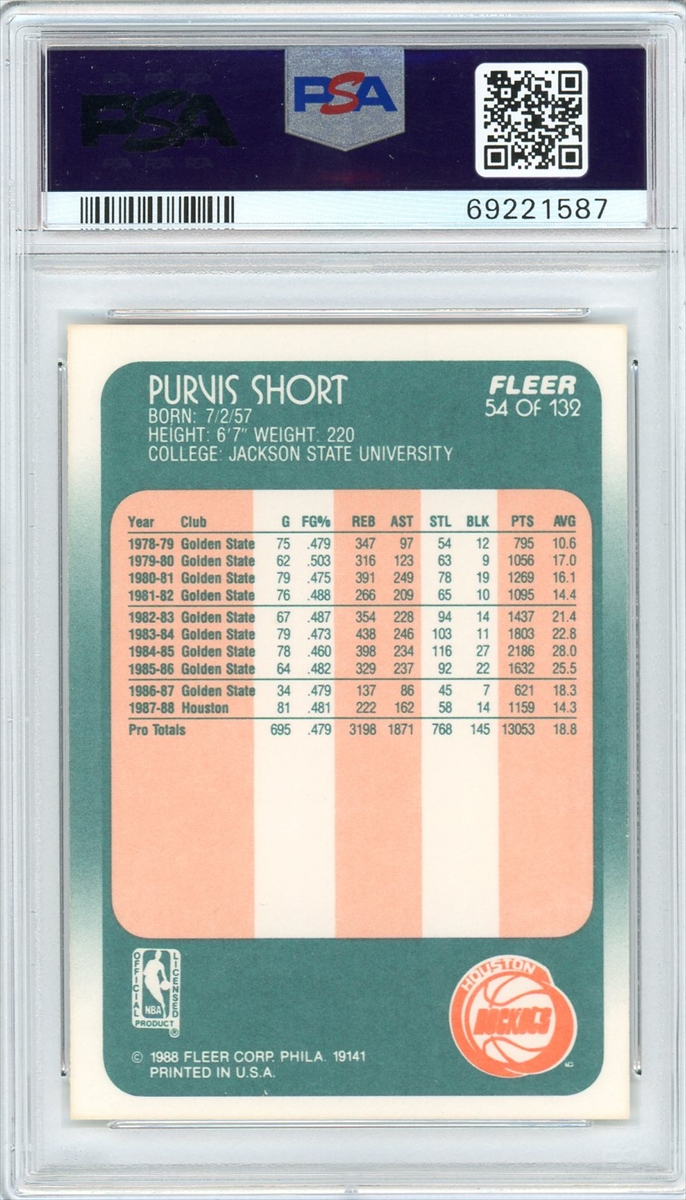 PSA
PSA
69221587
PURVIS SHORT
FLEER
BORN: 7/2/57
54 OF 132
HEIGHT: 6'7" WEIGHT: 220
COLLEGE: JACKSON STATE UNIVERSITY
Year Club G FG% REB AST STL BLK PTS AVG
1978-79 Golden State 75 .479 347 97 54 12 795 10.6
1979-80 Golden State 62 .503 316 123 63 9 1056 17.0
1980-81 Golden State 79 .475 391 249 78 19 1269 16.1
1981-82 Golden State 76 .488 266 209 65 10 1095 14.4
1982-83 Golden State 67 .487 354 228 94 14 1437 21.4
1983-84 Golden State 79 .473 438 246 103 11 1803 22.8
1984-85 Golden State 78 .460 398 234 116 27 2186 28.0
1985-86 Golden State 64 .482 329 237 92 22 1632 25.5
1986-87 Golden State 34 .479 137 86 45 7 621 18.3
1987-88 Houston 81 .481 222 162 58 14 1159 14.3
Pro Totals 695 .479 3198 1871 768 145 13053 18.8
OFFICIAL LICENSED
NBA
PRODUCT ®
HOUSTON
ROCKETS
© 1988 FLEER CORP. PHILA. 19141
PRINTED IN U.S.A.